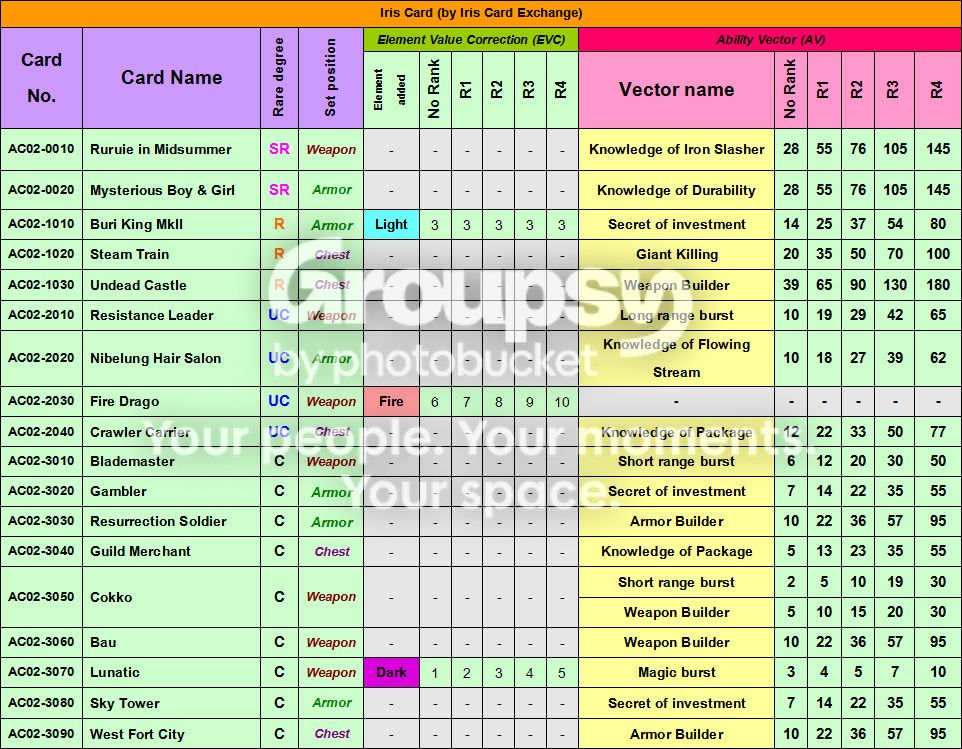 Iris Card (by Iris Card Exchange)
Card No. Card Name Rare degree Set position Element Value Correction (EVC) Ability Vector (AV)
Element added No Rank R1 R2 R3 R4 Vector name No Rank R1 R2 R3 R4
AC02-0010 Ruruie in Midsummer SR Weapon - - - - - - Knowledge of Iron Slasher 28 55 76 105 145
AC02-0020 Mysterious Boy & Girl SR Armor - - - - - - Knowledge of Durability 28 55 76 105 145
AC02-1010 Buri King MkII R Armor Light 3 3 3 3 3 Secret of investment 14 25 37 54 80
AC02-1020 Steam Train R Chest - - - - - - Giant Killing 20 35 50 70 100
AC02-1030 Undead Castle R Chest - - - - - - Weapon Builder 39 65 90 130 180
AC02-2010 Resistance Leader UC Weapon - - - - - - Long range burst 10 19 29 42 65
AC02-2020 Nibelung Hair Salon UC Armor - - - - - - Knowledge of Flowing Stream 10 18 27 39 62
AC02-2030 Fire Drago UC Weapon Fire 6 7 8 9 10 - - - - - -
AC02-2040 Crawler Carrier UC Chest - - - - - - Knowledge of Package 12 22 33 50 77
AC02-3010 Blademaster C Weapon - - - - - - Short range burst 6 12 20 30 50
AC02-3020 Gambler C Armor - - - - - - Secret of investment 7 14 22 35 55
AC02-3030 Resurrection Soldier C Armor - - - - - - Armor Builder 10 22 36 57 95
AC02-3040 Guild Merchant C Chest - - - - - - Knowledge of Package 5 13 23 35 55
AC02-3050 Cokko C Weapon - - - - - - Short range burst 2 5 10 19 30
Weapon Builder 5 10 15 20 30
AC02-3060 Bau C Weapon - - - - - - Weapon Builder 10 22 36 57 95
AC02-3070 Lunatic C Weapon Dark 1 2 3 4 5 Magic burst 3 4 5 7 10
AC02-3080 Sky Tower C Armor - - - - - - Secret of investment 7 14 22 35 55
AC02-3090 West Fort City C Chest - - - - - - Armor Builder 10 22 36 57 95
Groupsy
by photobucket
Your people. Your moments.
Your space.